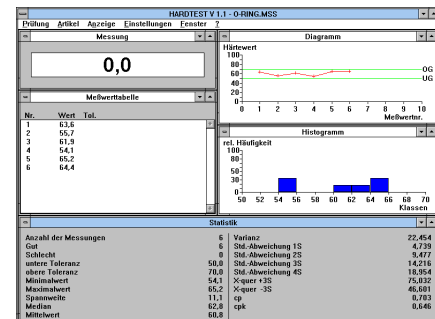 HARDTEST V 1.1 - O-RING.MSS
Prüfung Artikel Anzeige Einstellungen Fenster ?
Messung
0,0
Meßwerttabelle
Nr. Wert Tol.
1 63,6
2 55,7
3 61,9
4 54,1
5 65,2
6 64,4
Diagramm
Härtewert
100
80
60
40
20
0
OG
UG
0 1 2 3 4 5 6 7 8 9 10
Meßwertnr.
Histogramm
rel. Häufigkeit
100
80
50
30
0
50 52 54 56 58 60 62 64 66 68 70
Klassen
Statistik
Anzahl der Messungen 6
Gut 6
Schlecht 0
untere Toleranz 50,0
obere Toleranz 70,0
Minimalwert 54,1
Maximalwert 65,2
Spannweite 11,1
Median 62,8
Mittelwert 60,8
Varianz 22,454
Std.-Abweichung 1S 4,739
Std.-Abweichung 2S 9,477
Std.-Abweichung 3S 14,216
Std.-Abweichung 4S 18,954
X-quer +3S 75,032
X-quer -3S 46,601
cp 0,703
cpk 0,646